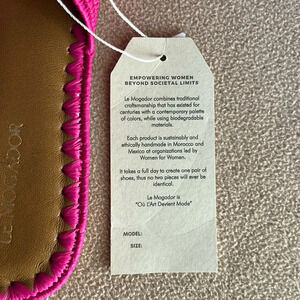 EMPOWERING WOMEN
BEYOND SOCIETAL LIMITS
Le Mogador combines traditional
craftsmanship that has existed for
centuries with a contemporary palette
of colors, while using biodegradable
materials.
Each product is sustainably and
ethically handmade in Morocco and
Mexico at organizations led by
Women for Women.
It takes a full day to create one pair of
shoes, thus no two pieces will ever be
identical.
Le Mogador is
"Où L'Art Devient Mode"
MODEL:
SIZE:
LE MOGADOR